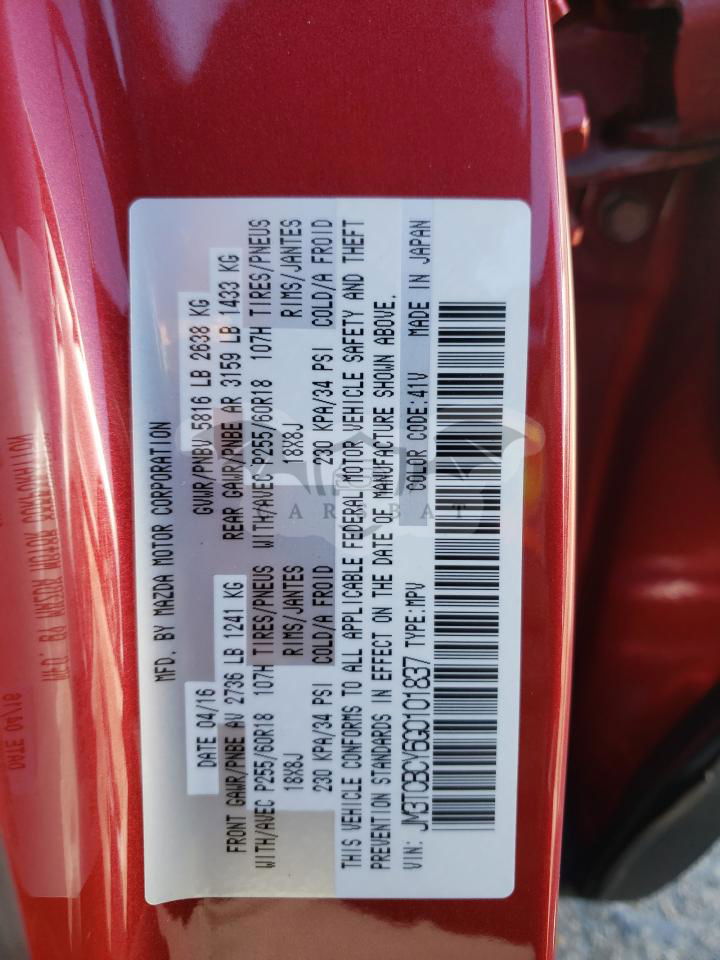 MFD. BY MAZDA MOTOR CORPORATION
DATE 04/16 GVWR/PNBV 5816 LB 2638 KG
FRONT GAWR/PNBE AV 2736 LB 1241 KG REAR GAWR/PNBE AR 3159 LB 1433 KG
WITH/AVEC P255/60R18 107H TIRES/PNEUS WITH/AVEC P255/60R18 107H TIRES/PNEUS
18X8J RIMS/JANTES 18X8J RIMS/JANTES
230 KPA/34 PSI COLD/A FROID 230 KPA/34 PSI COLD/A FROID
THIS VEHICLE CONFORMS TO ALL APPLICABLE FEDERAL MOTOR VEHICLE SAFETY AND THEFT
PREVENTION STANDARDS IN EFFECT ON THE DATE OF MANUFACTURE SHOWN ABOVE.
VIN: JM3TCBCY6G0101837 TYPE:MPV COLOR CODE:41V MADE IN JAPAN
CARSBAT